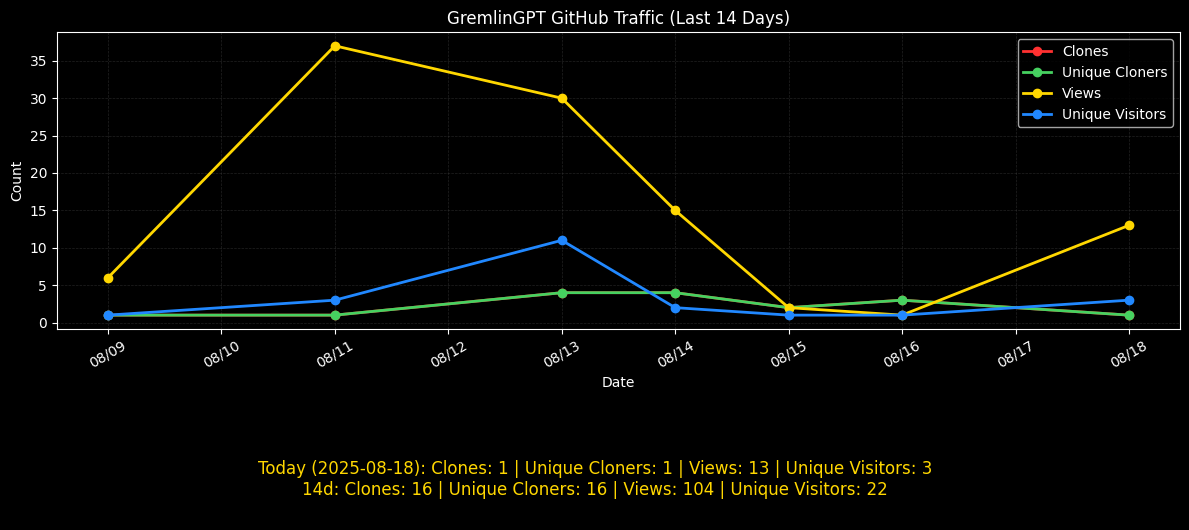 GremlinGPT GitHub Traffic (Last 14 Days)
Clones
Unique Cloners
Views
Unique Visitors
Count
35
30
25
20
15
10
5
0
08/09
08/10
08/11
08/12
08/13
08/14
08/15
08/16
08/17
08/18
Date
Today (2025-08-18): Clones: 1 | Unique Cloners: 1 | Views: 13 | Unique Visitors: 3
14d: Clones: 16 | Unique Cloners: 16 | Views: 104 | Unique Visitors: 22